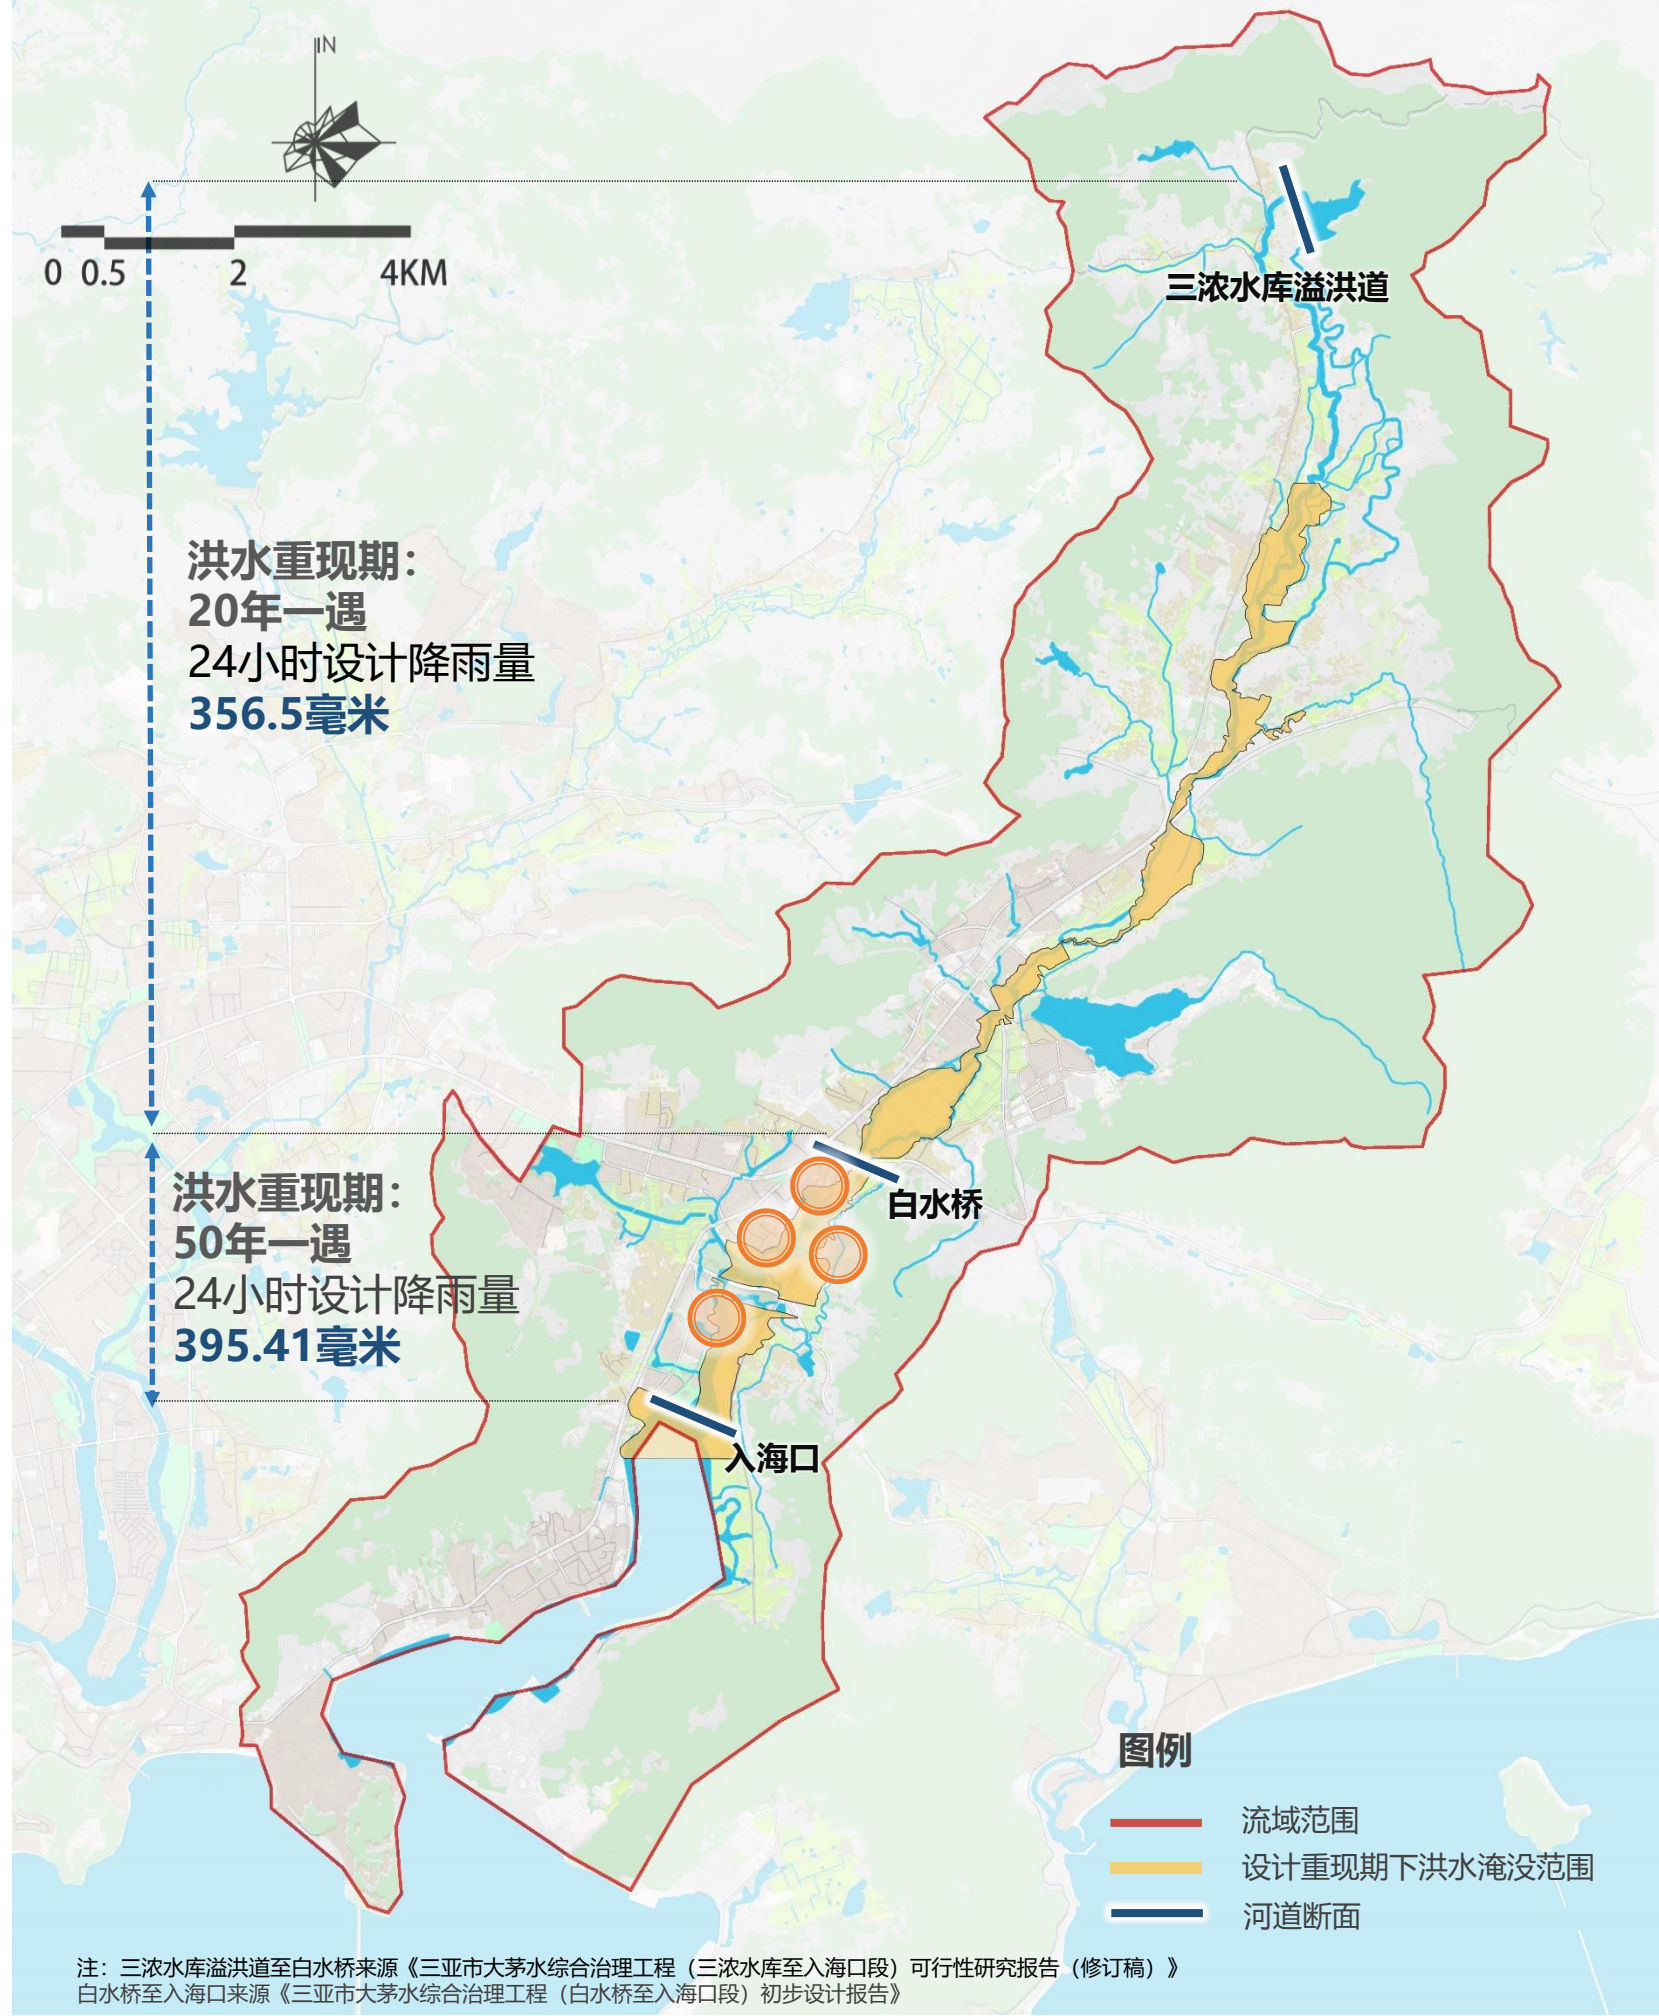 N
0 0.5 2 4KM
三浓水库溢洪道
洪水重现期：
20年一遇
24小时设计降雨量
356.5毫米
洪水重现期：
50年一遇
24小时设计降雨量
395.41毫米
白水桥
入海口
图例
流域范围
设计重现期下洪水淹没范围
河道断面
注：三浓水库溢洪道至白水桥来源《三亚市大茅水综合治理工程（三浓水库至入海口段）可行性研究报告（修订稿）》
白水桥至入海口来源《三亚市大茅水综合治理工程（白水桥至入海口段）初步设计报告》